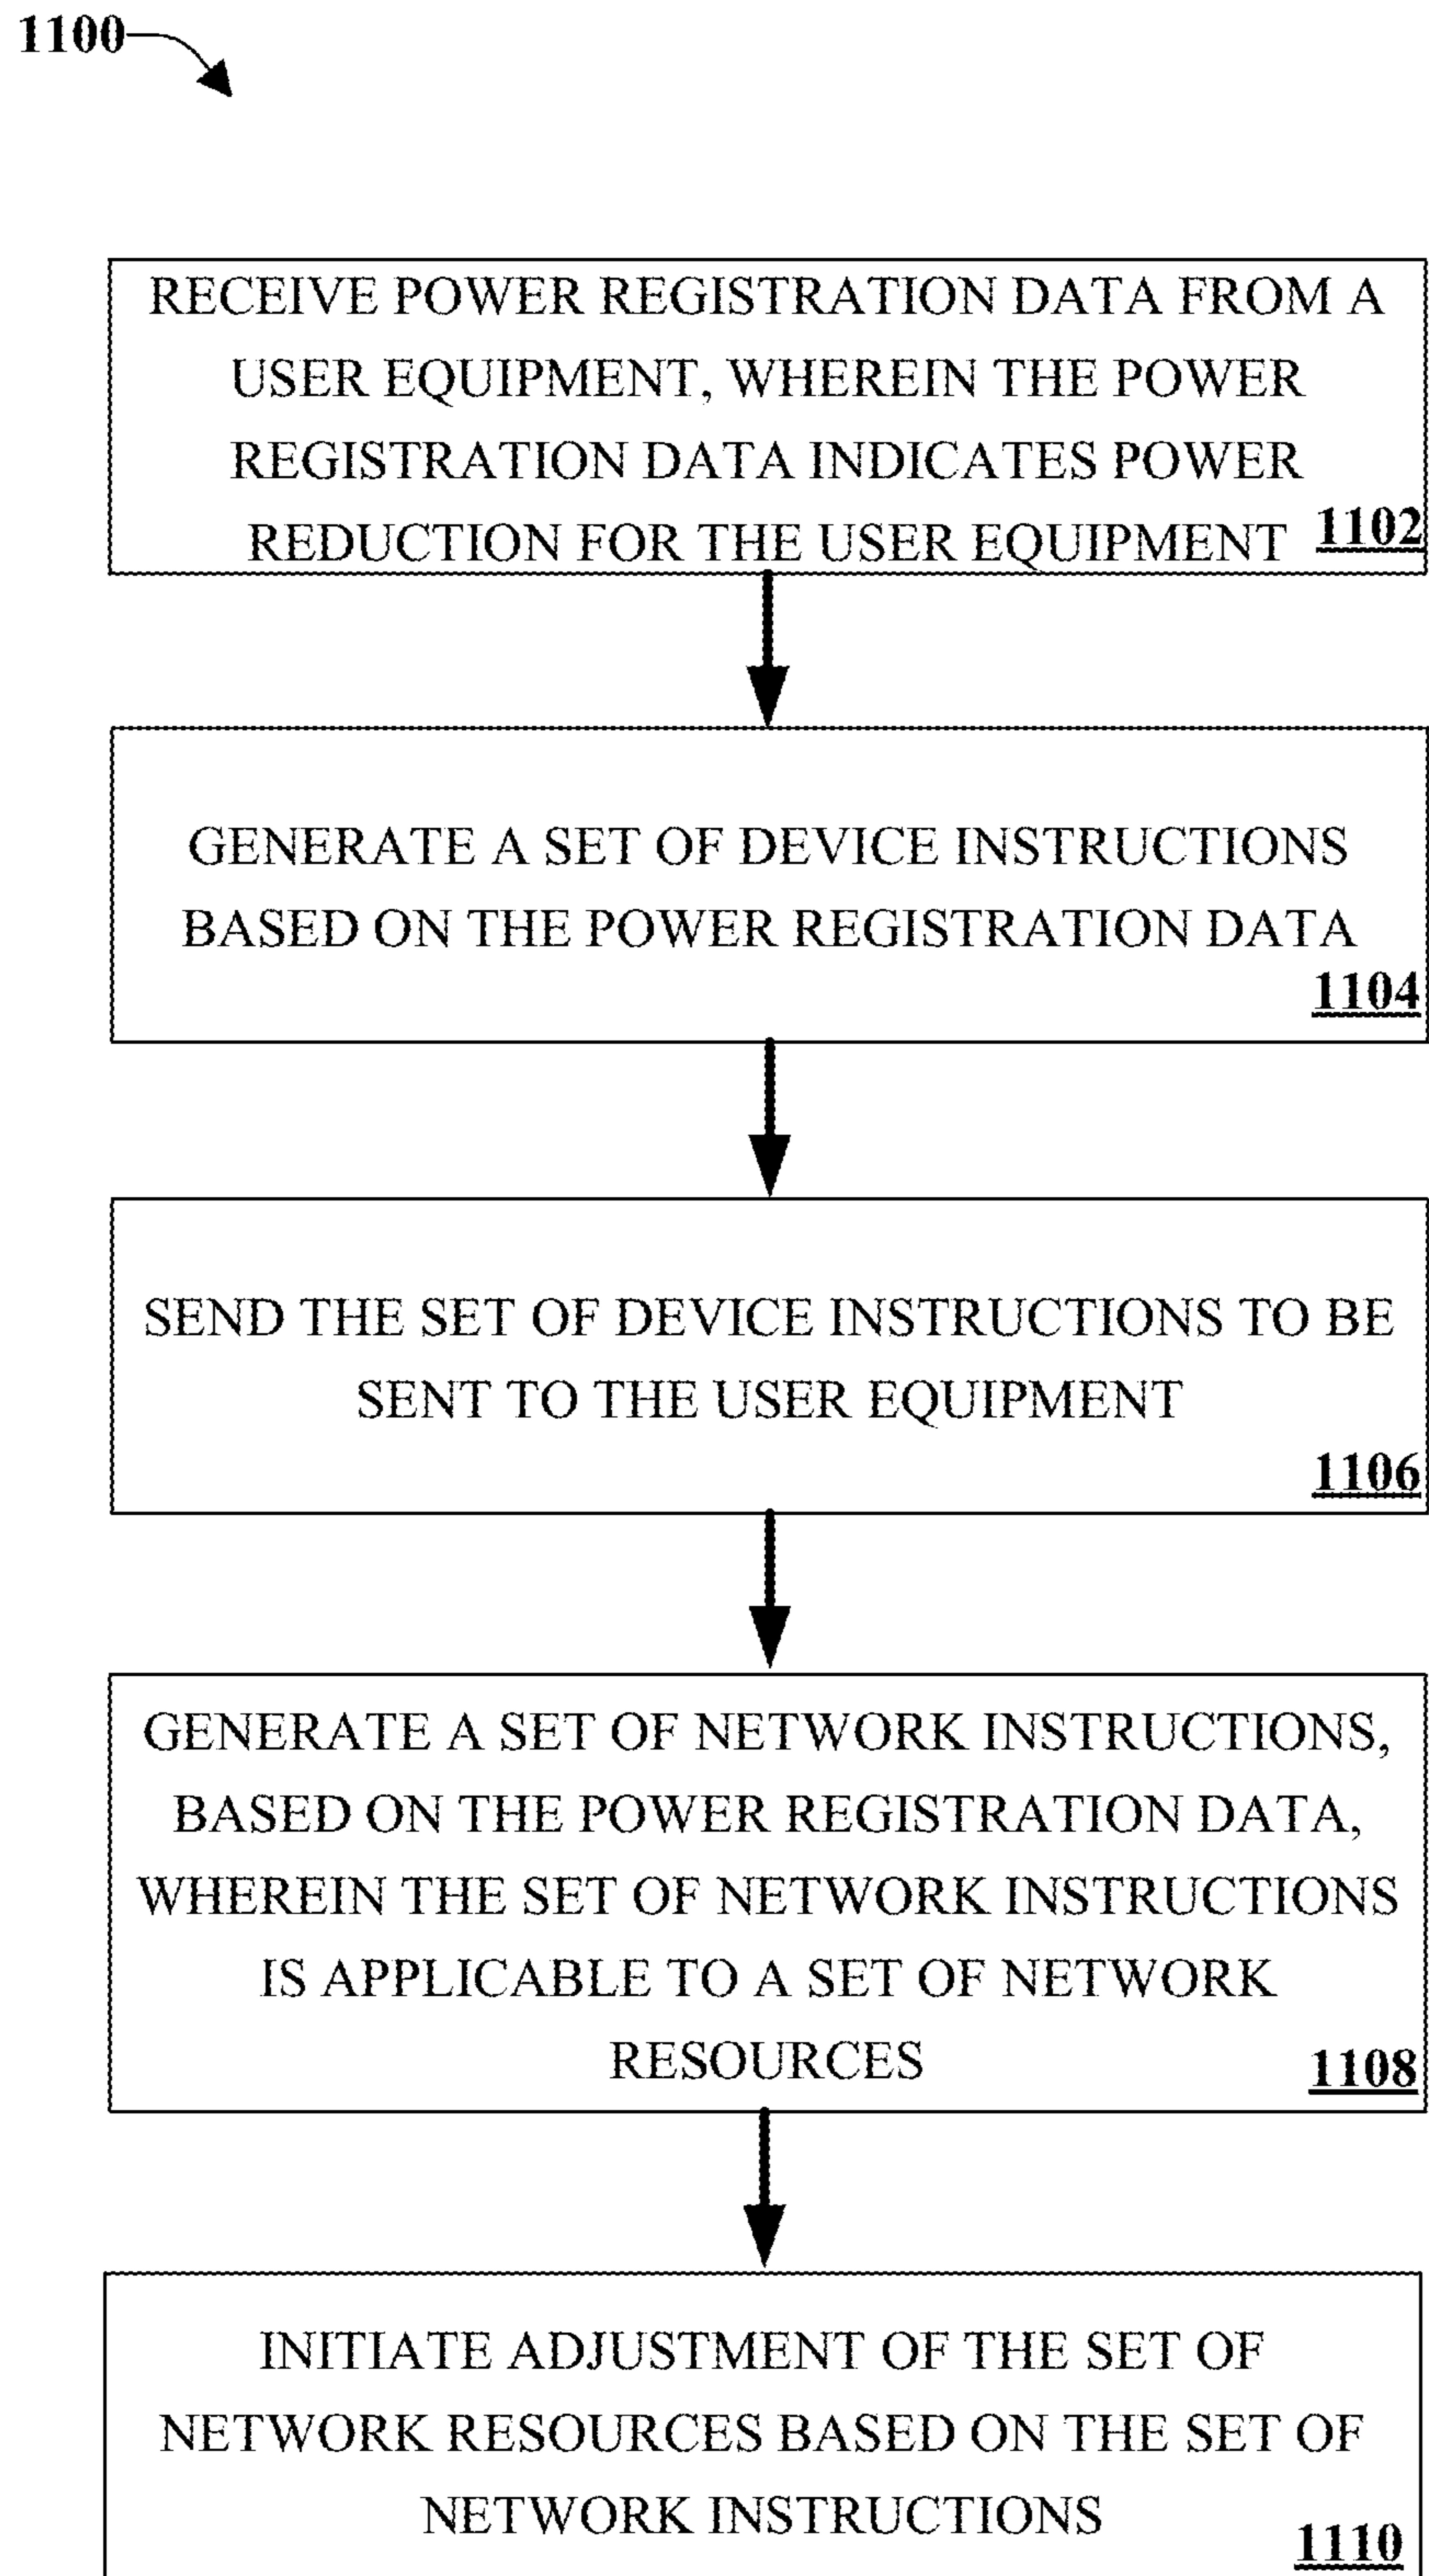 1100
RECEIVE POWER REGISTRATION DATA FROM A
USER EQUIPMENT, WHEREIN THE POWER
REGISTRATION DATA INDICATES POWER
REDUCTION FOR THE USER EQUIPMENT 1102
GENERATE A SET OF DEVICE INSTRUCTIONS
BASED ON THE POWER REGISTRATION DATA
1104
SEND THE SET OF DEVICE INSTRUCTIONS TO BE
SENT TO THE USER EQUIPMENT
1106
GENERATE A SET OF NETWORK INSTRUCTIONS,
BASED ON THE POWER REGISTRATION DATA,
WHEREIN THE SET OF NETWORK INSTRUCTIONS
IS APPLICABLE TO A SET OF NETWORK
RESOURCES 1108
INITIATE ADJUSTMENT OF THE SET OF
NETWORK RESOURCES BASED ON THE SET OF
NETWORK INSTRUCTIONS
1110